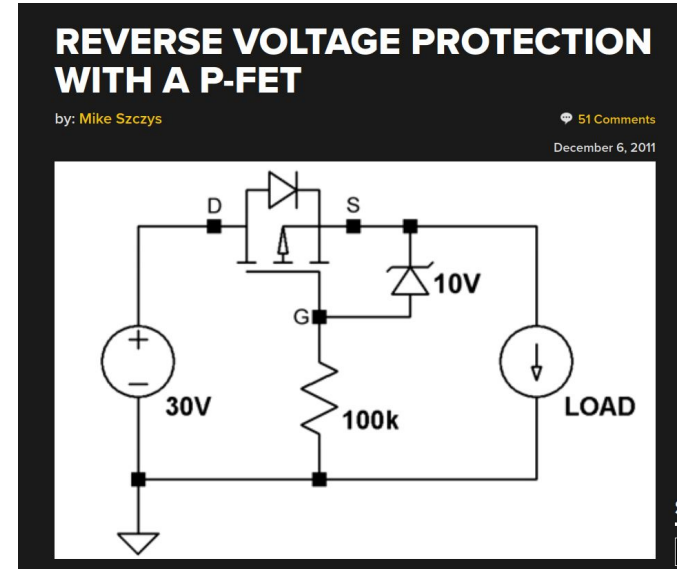 REVERSE VOLTAGE PROTECTION
WITH A P-FET
by: Mike Szczys
51 Comments
December 6, 2011
D
S
10V
G
+
−
30V
100k
LOAD